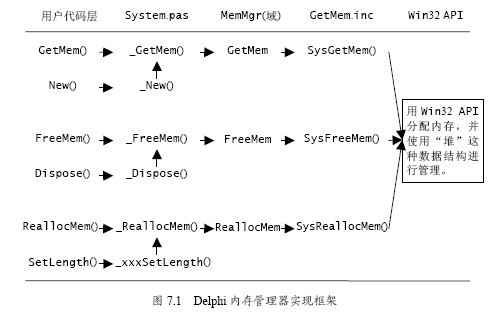 用户代码层 System.pas MemMgr(域) GetMem.inc Win32 API
GetMem() _GetMem() GetMem SysGetMem()
New() _New()
用 Win32 API
分配内存，并
使用“堆”这
种数据结构进
行管理。
FreeMem() _FreeMem() FreeMem SysFreeMem()
Dispose() _Dispose()
ReallocMem() _ReallocMem() ReallocMem SysReallocMem()
SetLength() _xxxSetLength()
图 7.1 Delphi 内存管理器实现框架